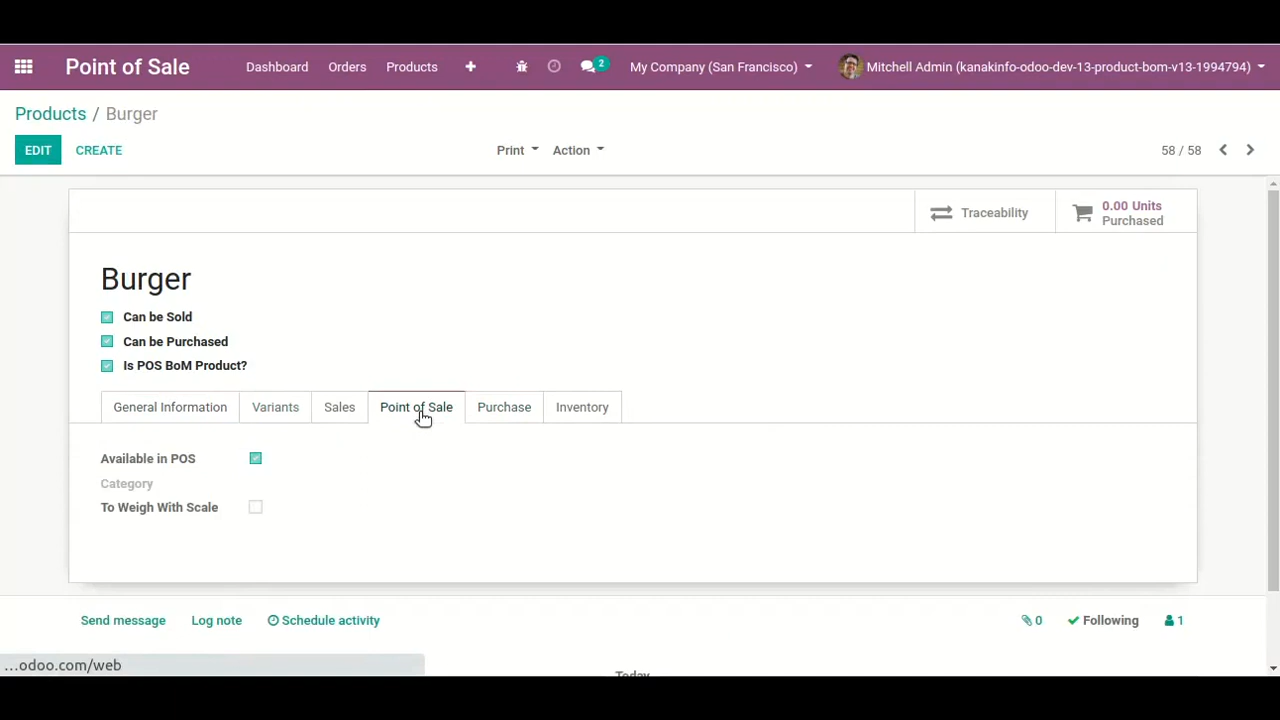 Point of Sale Dashboard Orders Products + 2 My Company (San Francisco) Mitchell Admin (kanakinfo-odoo-dev-13-product-bom-v13-1994794)
Products / Burger
EDIT CREATE Print Action 58 / 58
Traceability 0.00 Units Purchased
Burger
Can be Sold
Can be Purchased
Is POS BoM Product?
General Information Variants Sales Point of Sale Purchase Inventory
Available in POS
Category
To Weigh With Scale
Send message Log note Schedule activity 0 Following 1
...odoo.com/web
Today